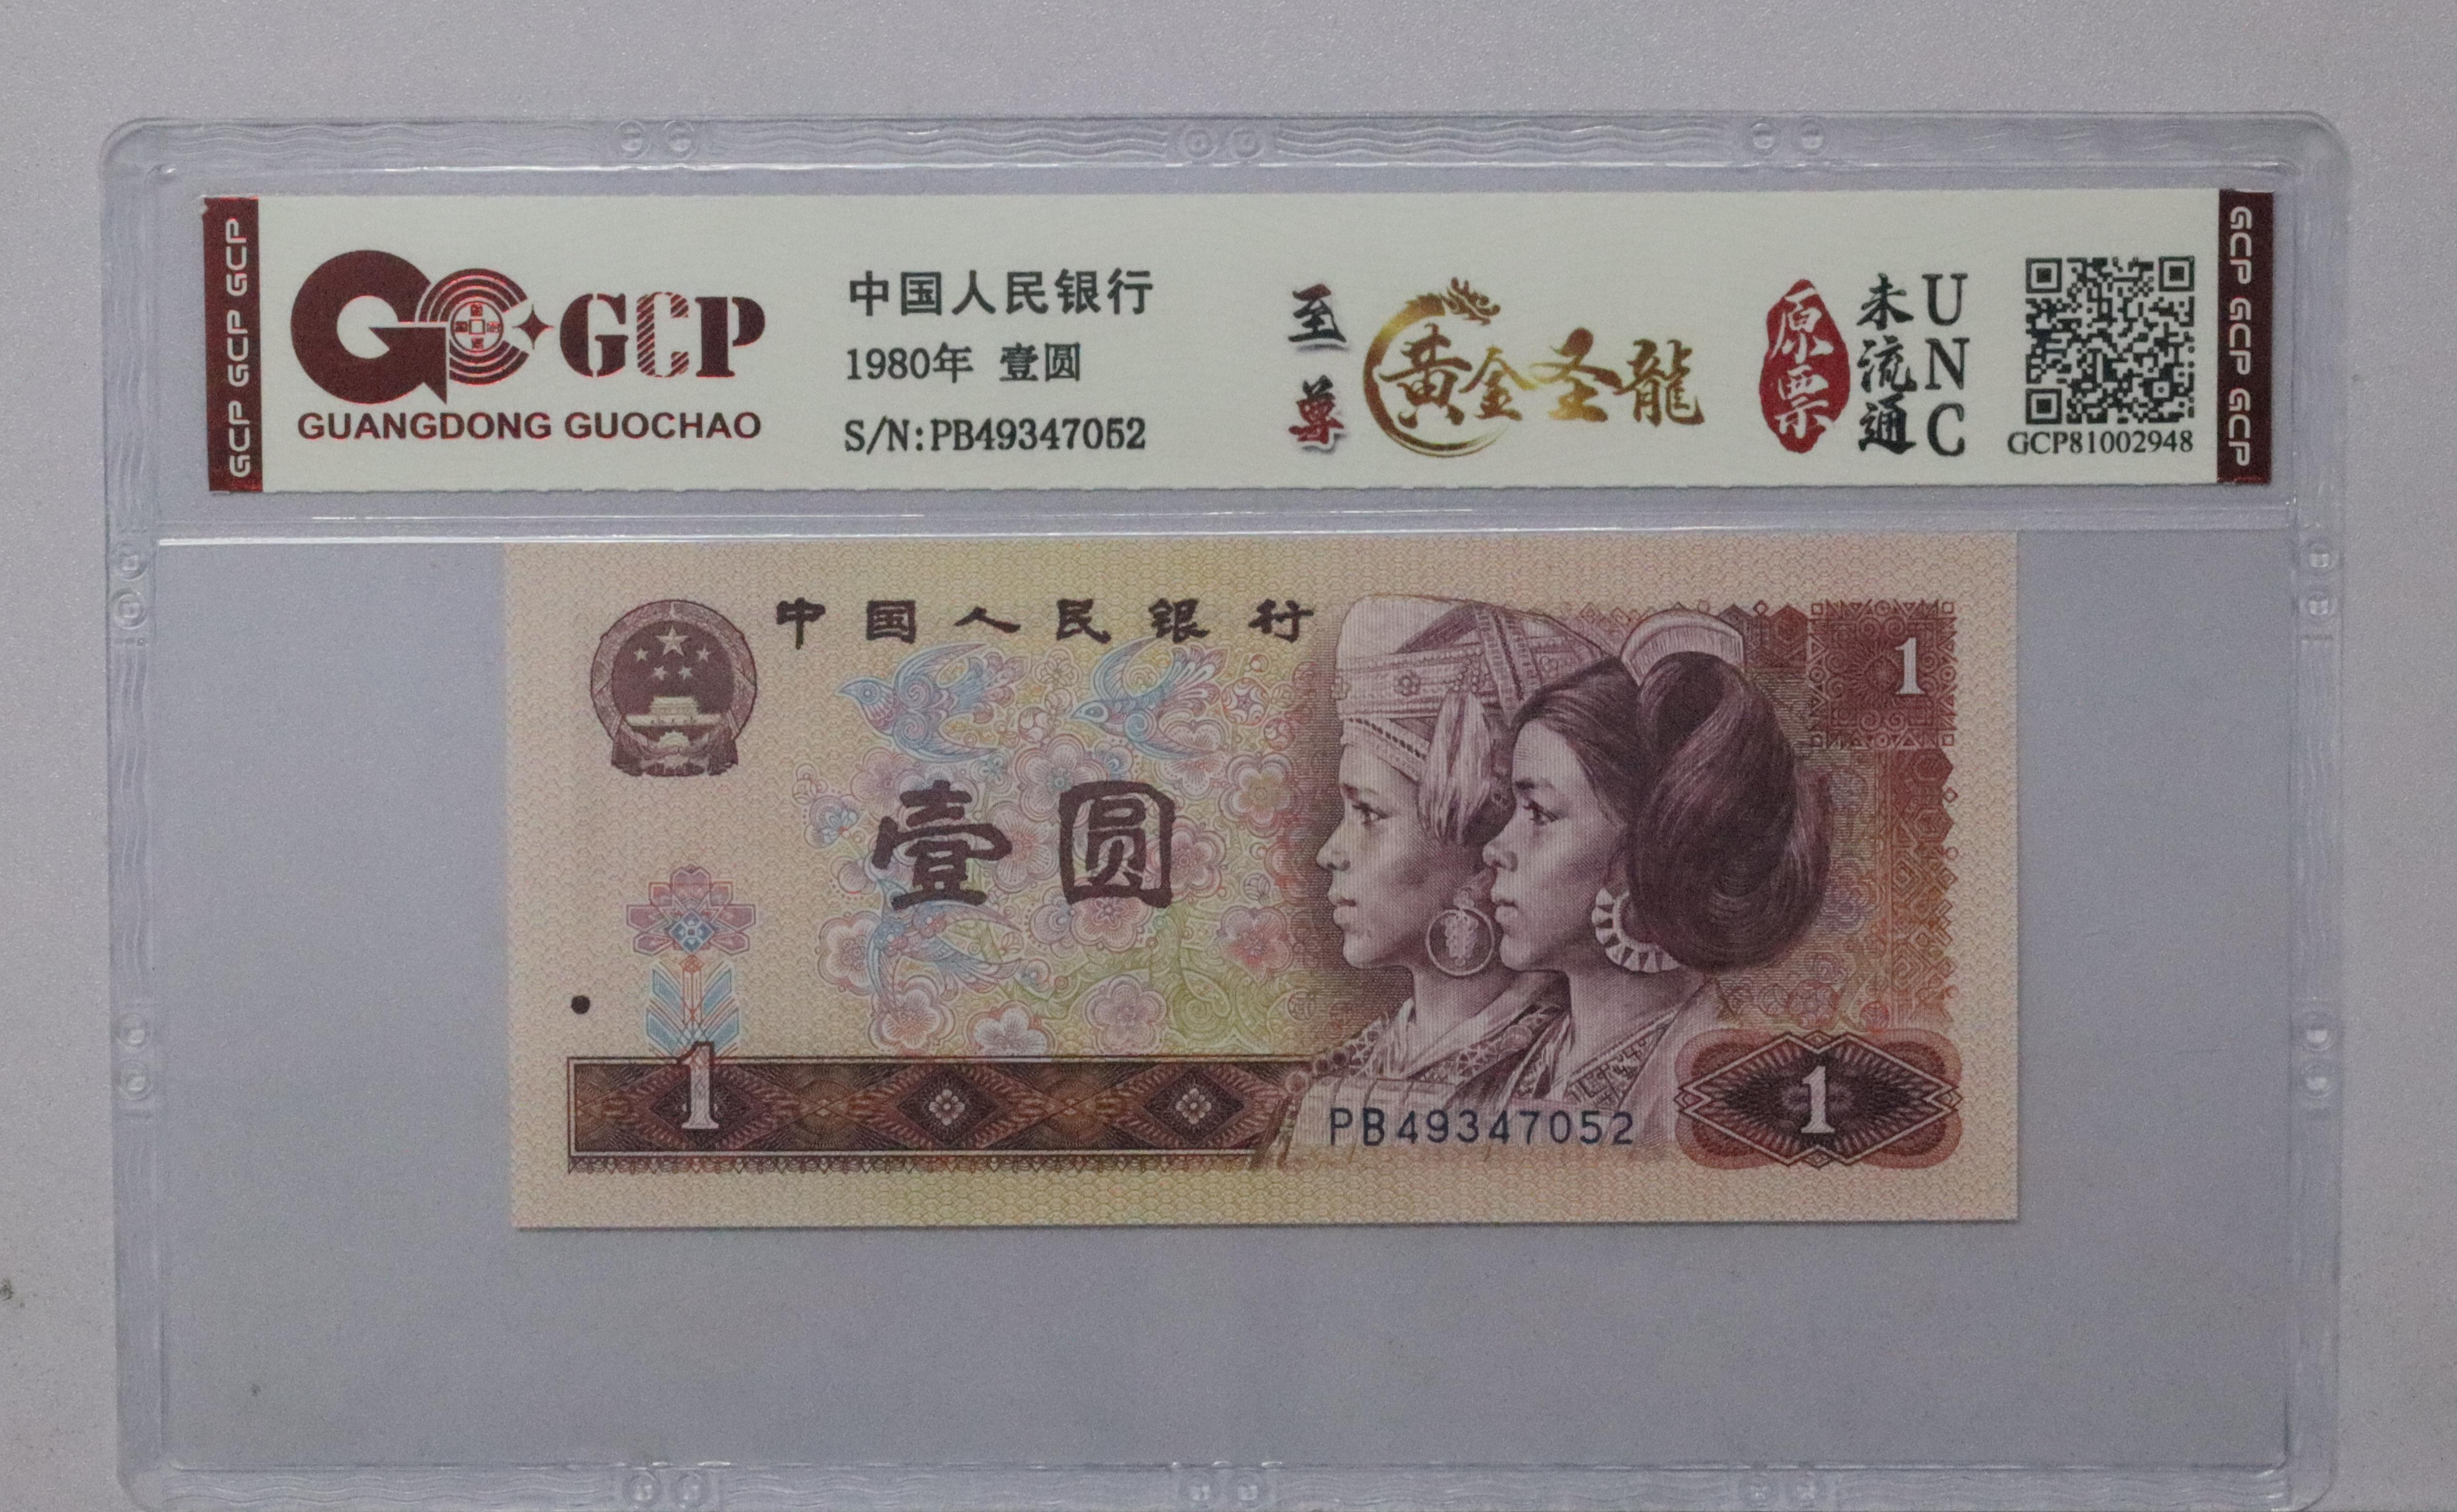 GCP GCP GCP
GCP
GUANGDONG GUOCHAO
中国人民银行
1980年 壹圆
S/N:PB49347052
至尊
黄金圣龍
原票
未流通
UNC
GCP81002948
GCP GCP GCP
中国人民银行
1
壹圆
1
PB49347052
1